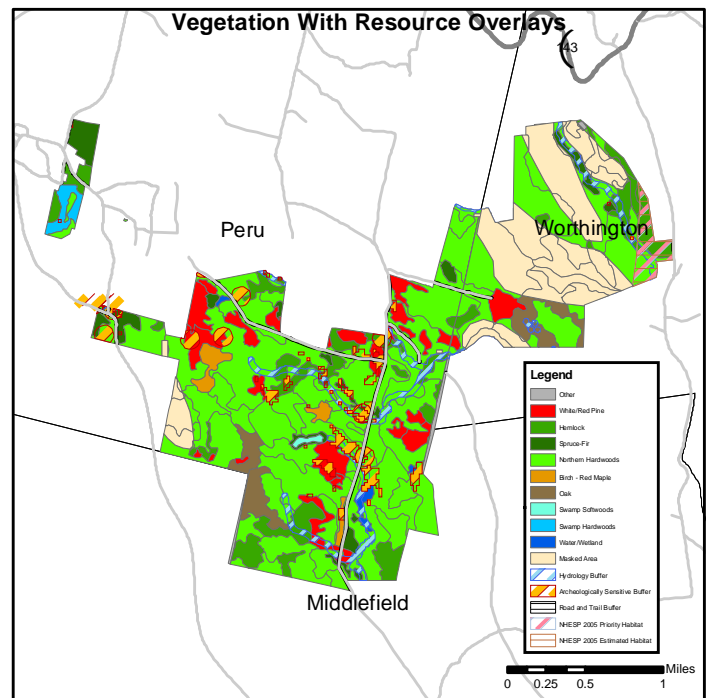 Vegetation With Resource Overlays
143
Peru
Worthington
Middlefield
Legend
Other
White/Red Pine
Hemlock
Spruce-Fir
Northern Hardwoods
Birch - Red Maple
Oak
Swamp Softwoods
Swamp Hardwoods
Water/Wetland
Masked Area
Hydrology Buffer
Archeologically Sensitive Buffer
Road and Trail Buffer
NHESP 2005 Priority Habitat
NHESP 2005 Estimated Habitat
Miles
0 0.25 0.5 1